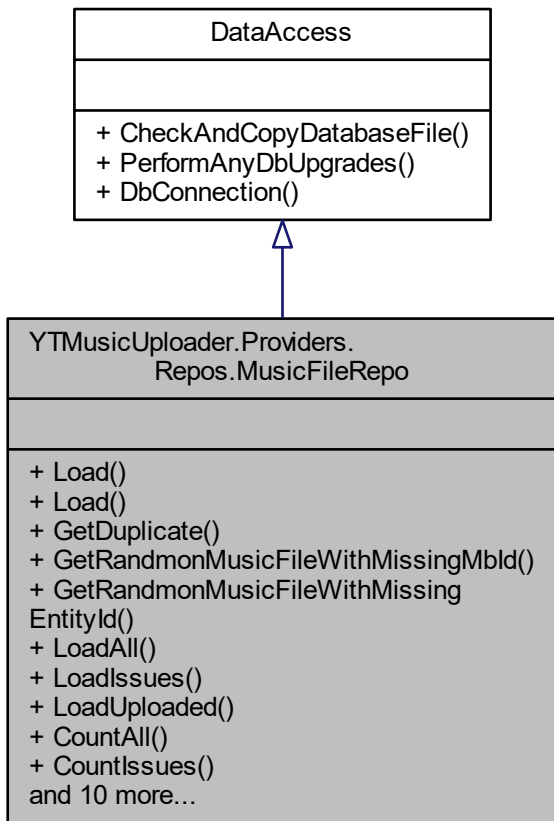 DataAccess
+ CheckAndCopyDatabaseFile()
+ PerformAnyDbUpgrades()
+ DbConnection()
YTMusicUploader.Providers.
Repos.MusicFileRepo
+ Load()
+ Load()
+ GetDuplicate()
+ GetRandmonMusicFileWithMissingMbId()
+ GetRandmonMusicFileWithMissing
EntityId()
+ LoadAll()
+ LoadIssues()
+ LoadUploaded()
+ CountAll()
+ CountIssues()
and 10 more...